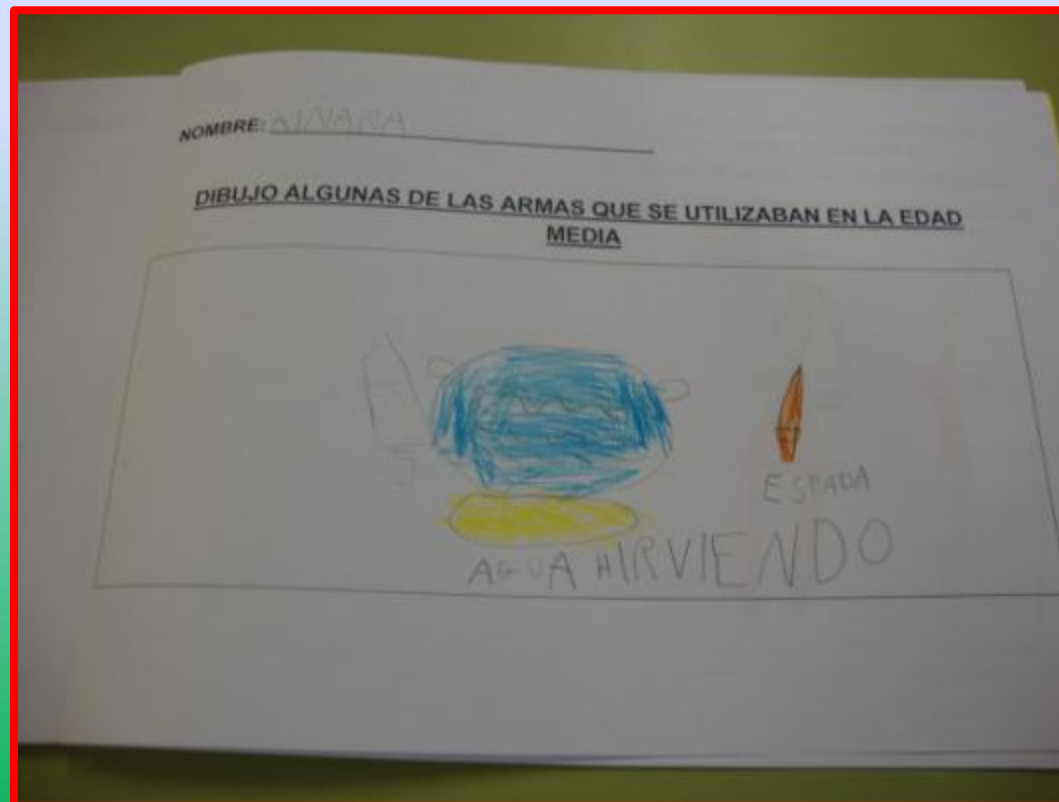 NOMBRE: AINARA
DIBUJO ALGUNAS DE LAS ARMAS QUE SE UTILIZABAN EN LA EDAD
MEDIA
ESPADA
AGUA HIRVIENDO